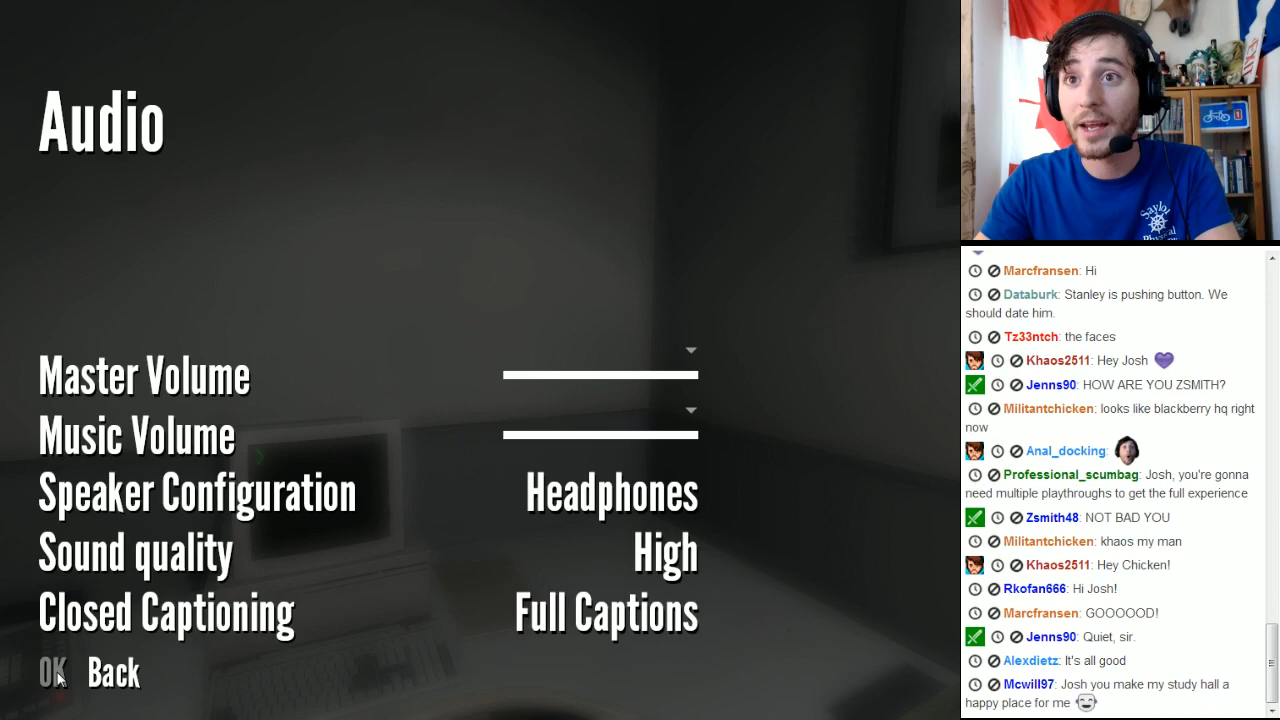 Audio
Master Volume
Music Volume
Speaker Configuration Headphones
Sound quality High
Closed Captioning Full Captions
OK Back
Saylor
Physical
Marcfransen: Hi
Databurk: Stanley is pushing button. We
should date him.
Tz33ntch: the faces
Khaos2511: Hey Josh
Jenns90: HOW ARE YOU ZSMITH?
Militantchicken: looks like blackberry hq right
now
Anal_docking:
Professional_scumbag: Josh, you're gonna
need multiple playthroughs to get the full experience
Zsmith48: NOT BAD YOU
Militantchicken: khaos my man
Khaos2511: Hey Chicken!
Rkofan666: Hi Josh!
Marcfransen: GOOOOOD!
Jenns90: Quiet, sir.
Alexdietz: It's all good
Mcwill97: Josh you make my study hall a
happy place for me